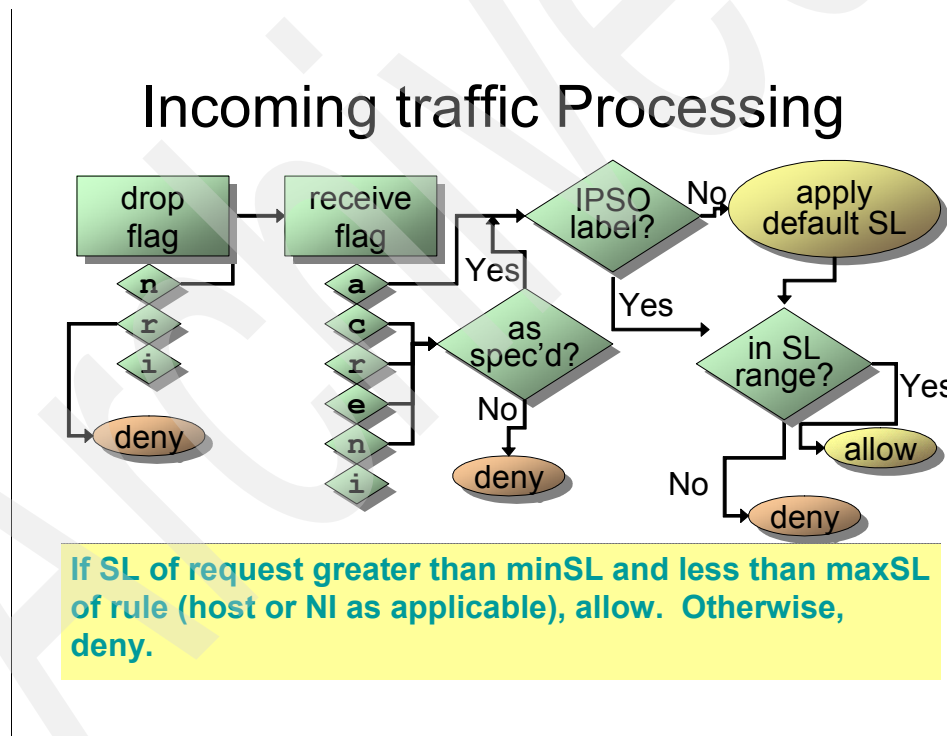 Incoming traffic Processing
drop
flag
n
r
i
deny
receive
flag
a
c
r
e
n
i
Yes
as
spec'd?
No
deny
IPSO
label?
No
Yes
apply
default SL
in SL
range?
Yes
allow
No
deny
If SL of request greater than minSL and less than maxSL
of rule (host or NI as applicable), allow. Otherwise,
deny.